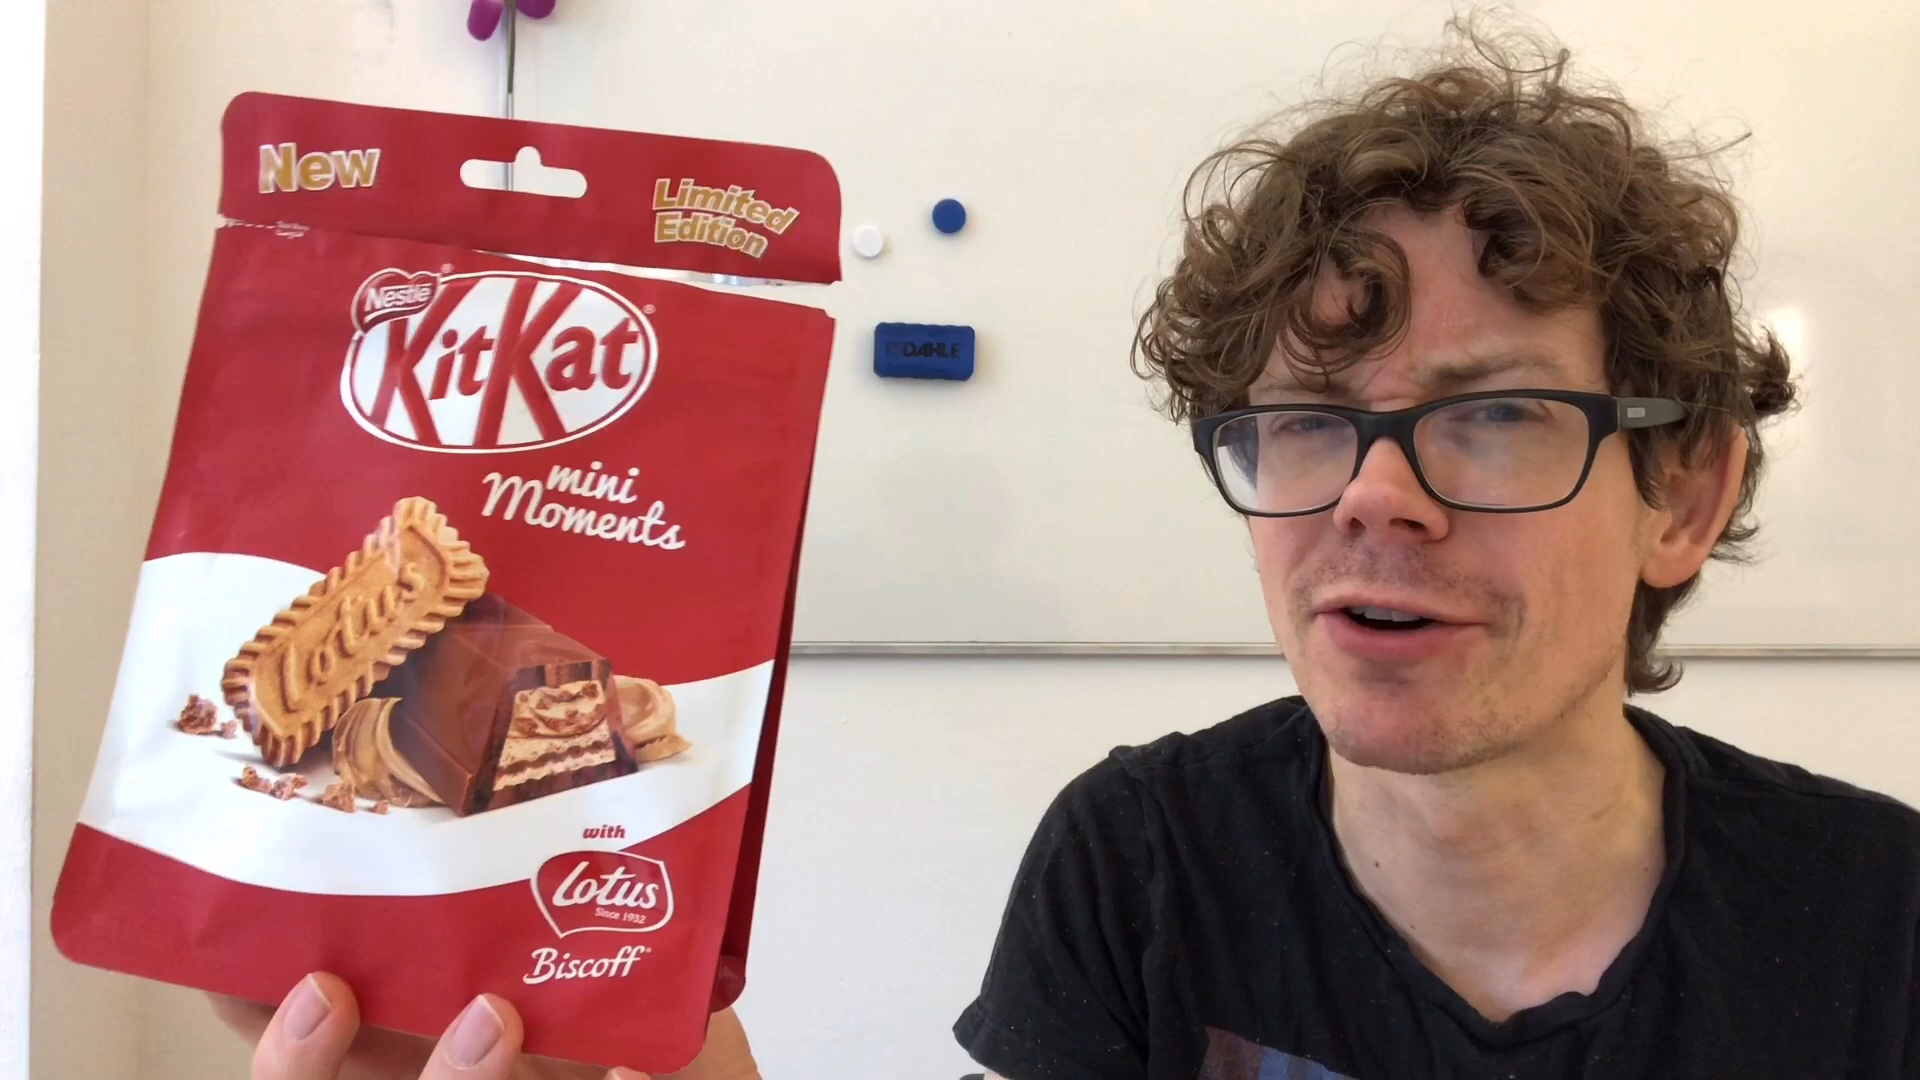 New
Limited
Edition
Nestlé
KitKat
mini
Moments
Lotus
with
Lotus
Since 1932
Biscoff
DAHLE